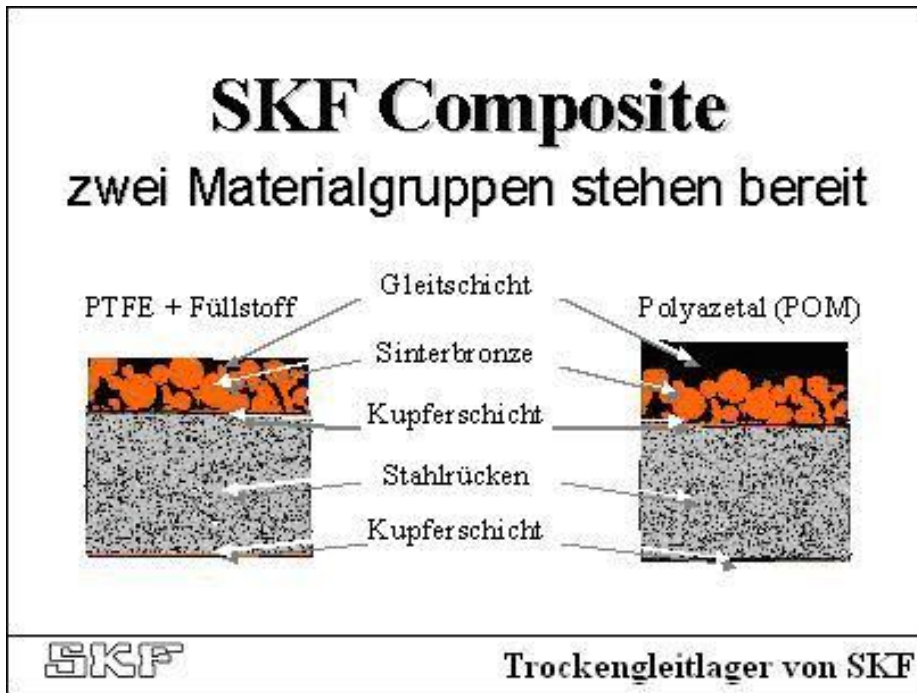 SKF Composite
zwei Materialgruppen stehen bereit
Gleitschicht
PTFE + Füllstoff
Polyazetal (POM)
Sinterbronze
Kupferschicht
Stahlrücken
Kupferschicht
SKF
Trockengleitlager von SKF